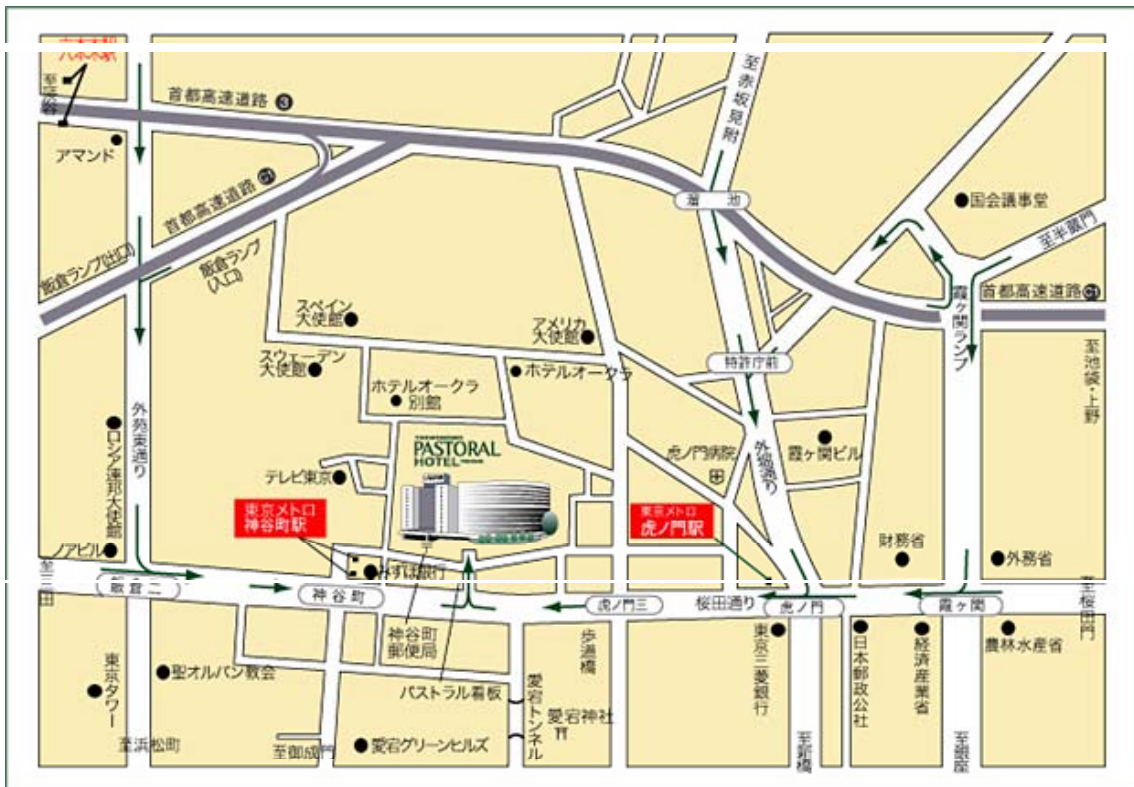 六本木駅
至渋谷
首都高速道路 3
アマンド
至赤坂見附
溜池
首都高速道路 C1
飯倉ランプ(出口)
飯倉ランプ
(入口)
国会議事堂
至半蔵門
首都高速道路 C1
霞ヶ関ランプ
至池袋・上野
スペイン
大使館
アメリカ
大使館
スウェーデン
大使館
ホテルオークラ
別館
ホテルオークラ
特許庁前
外苑東通り
ロシア連邦大使館
ノアビル
テレビ東京
PASTORAL
HOTEL
虎ノ門病院
外堀通り
霞ヶ関ビル
東京メトロ
神谷町駅
東京メトロ
虎ノ門駅
財務省
外務省
みずほ銀行
至三田
飯倉二
神谷町
虎ノ門三
桜田通り
虎ノ門
霞ヶ関
至桜田門
神谷町
郵便局
歩道橋
東京三菱銀行
日本郵政公社
経済産業省
農林水産省
東京タワー
聖オルバン教会
パストラル看板
愛宕トンネル
愛宕神社
至浜松町
至御成門
愛宕グリーンヒルズ
至新橋
至銀座